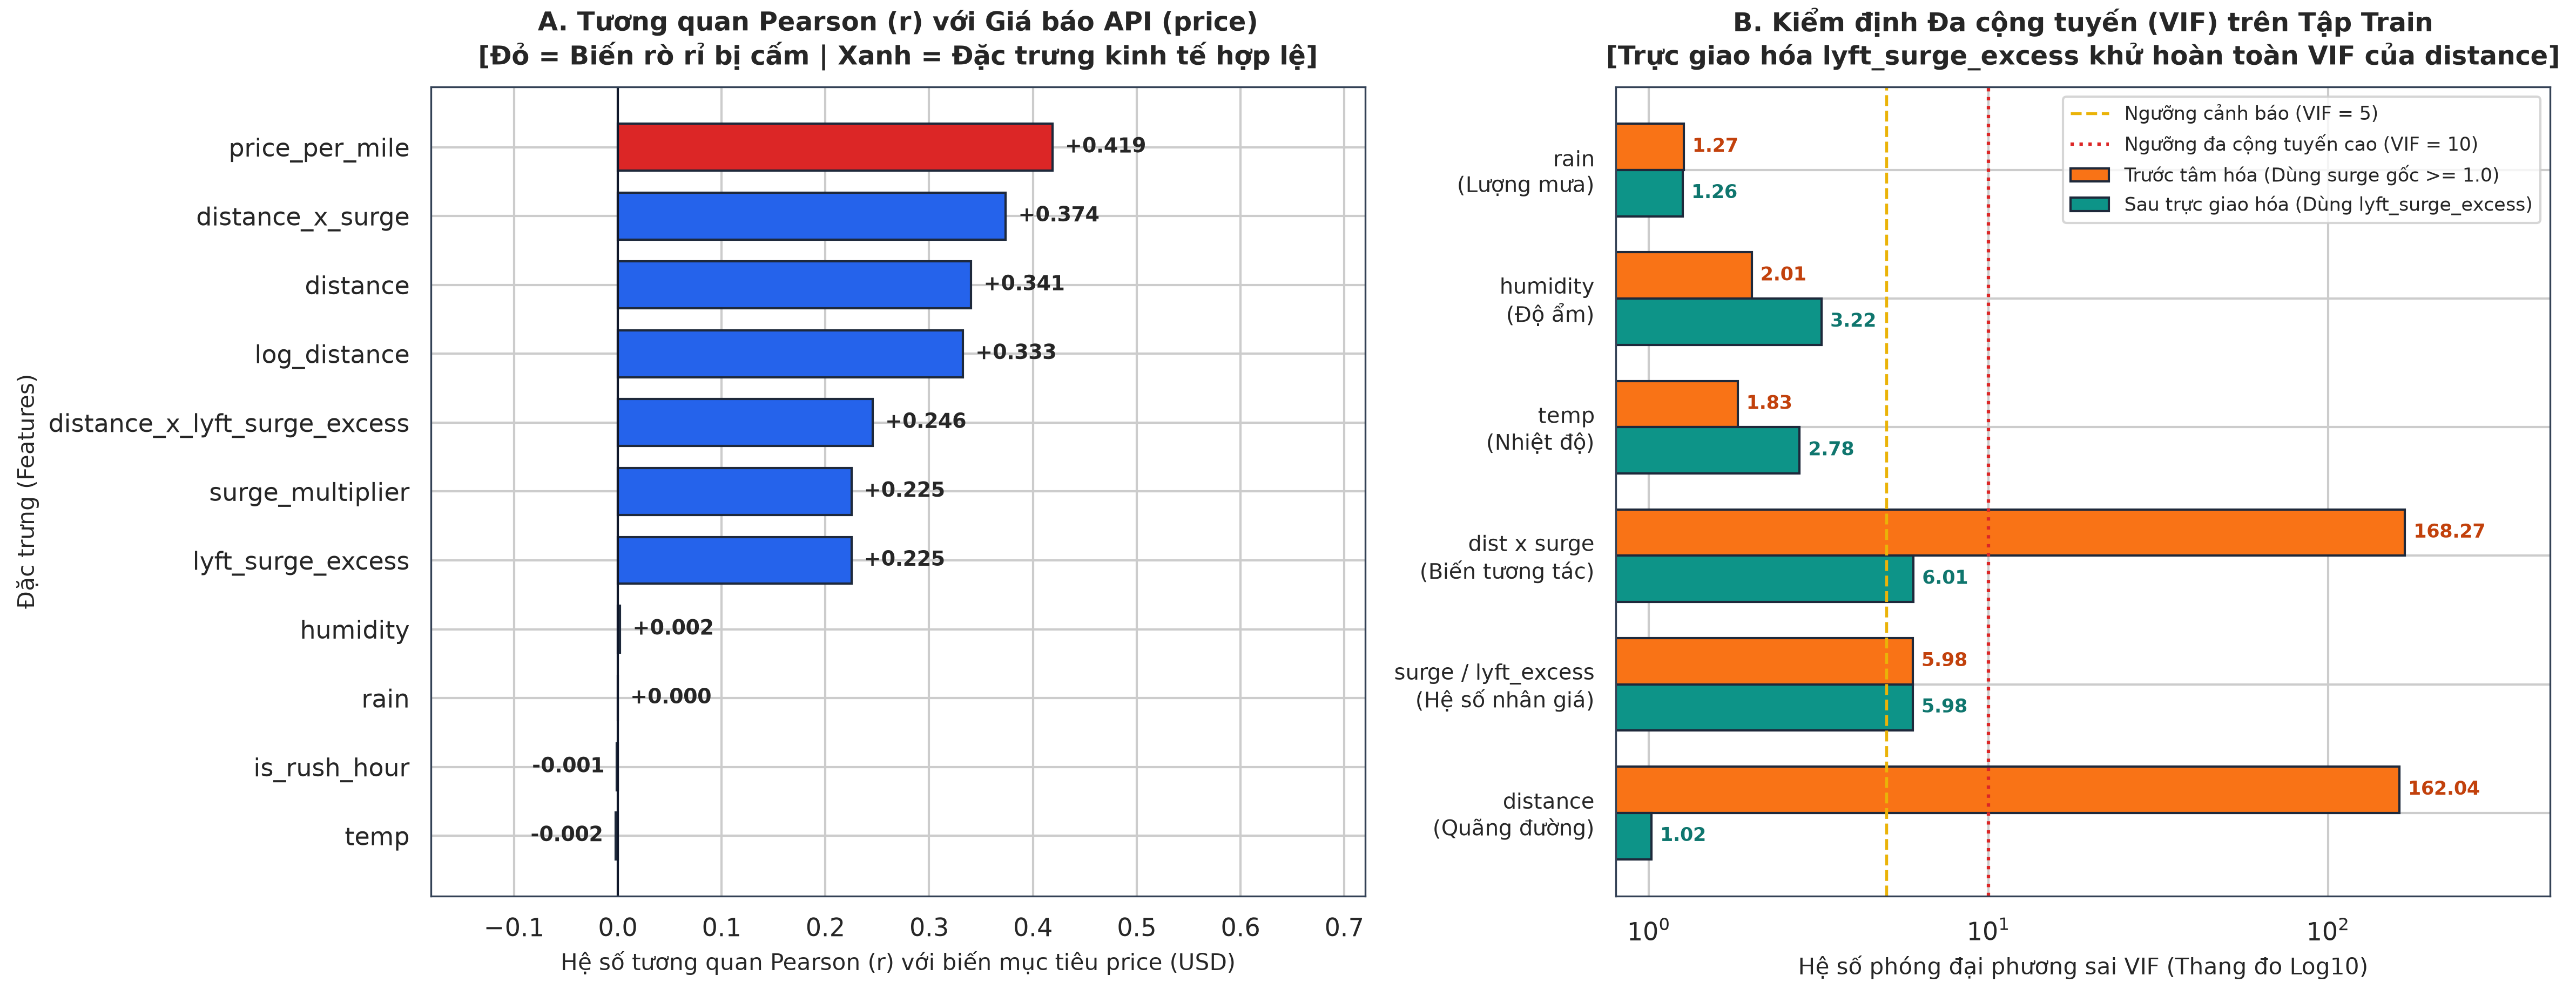 A. Tương quan Pearson (r) với Giá báo API (price)
[Đỏ = Biến rò rỉ bị cấm | Xanh = Đặc trưng kinh tế hợp lệ]
Đặc trưng (Features)
price_per_mile
+0.419
distance_x_surge
+0.374
distance
+0.341
log_distance
+0.333
distance_x_lyft_surge_excess
+0.246
surge_multiplier
+0.225
lyft_surge_excess
+0.225
humidity
+0.002
rain
+0.000
is_rush_hour
-0.001
temp
-0.002
−0.1 0.0 0.1 0.2 0.3 0.4 0.5 0.6 0.7
Hệ số tương quan Pearson (r) với biến mục tiêu price (USD)
B. Kiểm định Đa cộng tuyến (VIF) trên Tập Train
[Trực giao hóa lyft_surge_excess khử hoàn toàn VIF của distance]
Ngưỡng cảnh báo (VIF = 5)
Ngưỡng đa cộng tuyến cao (VIF = 10)
Trước tâm hóa (Dùng surge gốc >= 1.0)
Sau trực giao hóa (Dùng lyft_surge_excess)
rain
(Lượng mưa)
1.27
1.26
humidity
(Độ ẩm)
2.01
3.22
temp
(Nhiệt độ)
1.83
2.78
dist x surge
(Biến tương tác)
168.27
6.01
surge / lyft_excess
(Hệ số nhân giá)
5.98
5.98
distance
(Quãng đường)
162.04
1.02
10⁰ 10¹ 10²
Hệ số phóng đại phương sai VIF (Thang đo Log10)